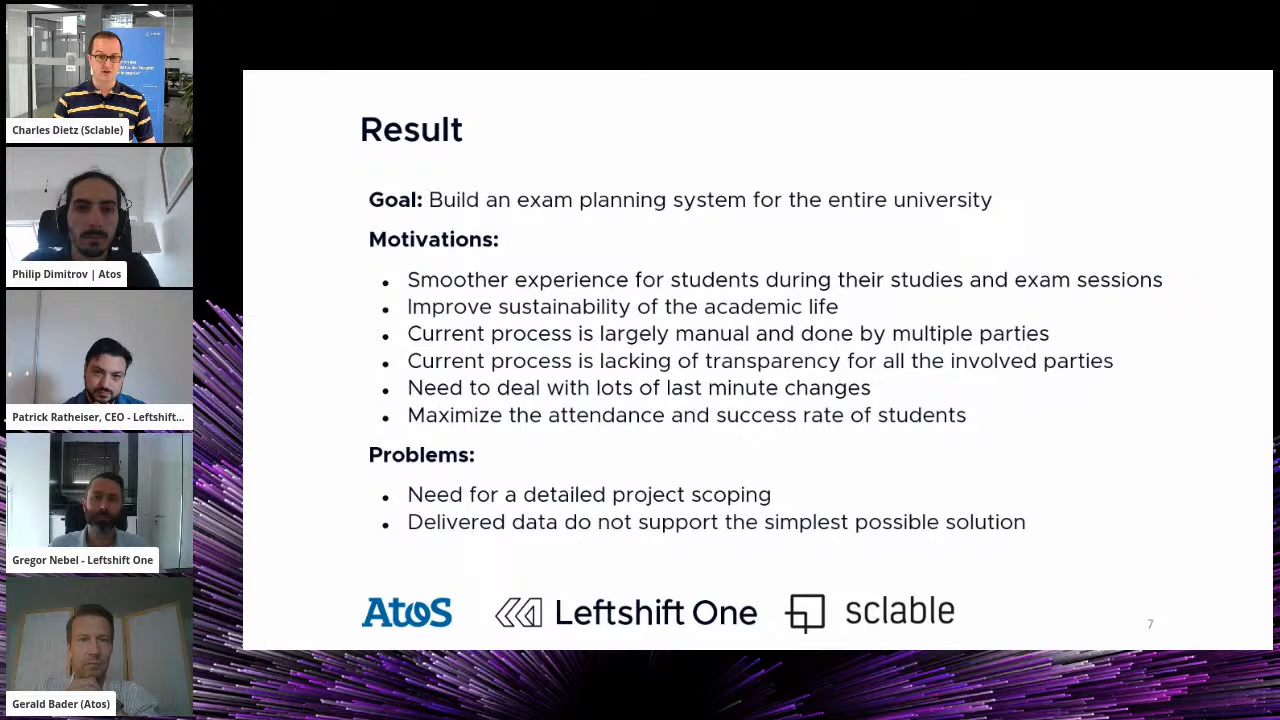 Charles Dietz (Sclable)
Philip Dimitrov | Atos
Patrick Ratheiser, CEO - Leftshift...
Gregor Nebel - Leftshift One
Gerald Bader (Atos)
Result
Goal: Build an exam planning system for the entire university
Motivations:
• Smoother experience for students during their studies and exam sessions
• Improve sustainability of the academic life
• Current process is largely manual and done by multiple parties
• Current process is lacking of transparency for all the involved parties
• Need to deal with lots of last minute changes
• Maximize the attendance and success rate of students
Problems:
• Need for a detailed project scoping
• Delivered data do not support the simplest possible solution
Atos Leftshift One sclable
7